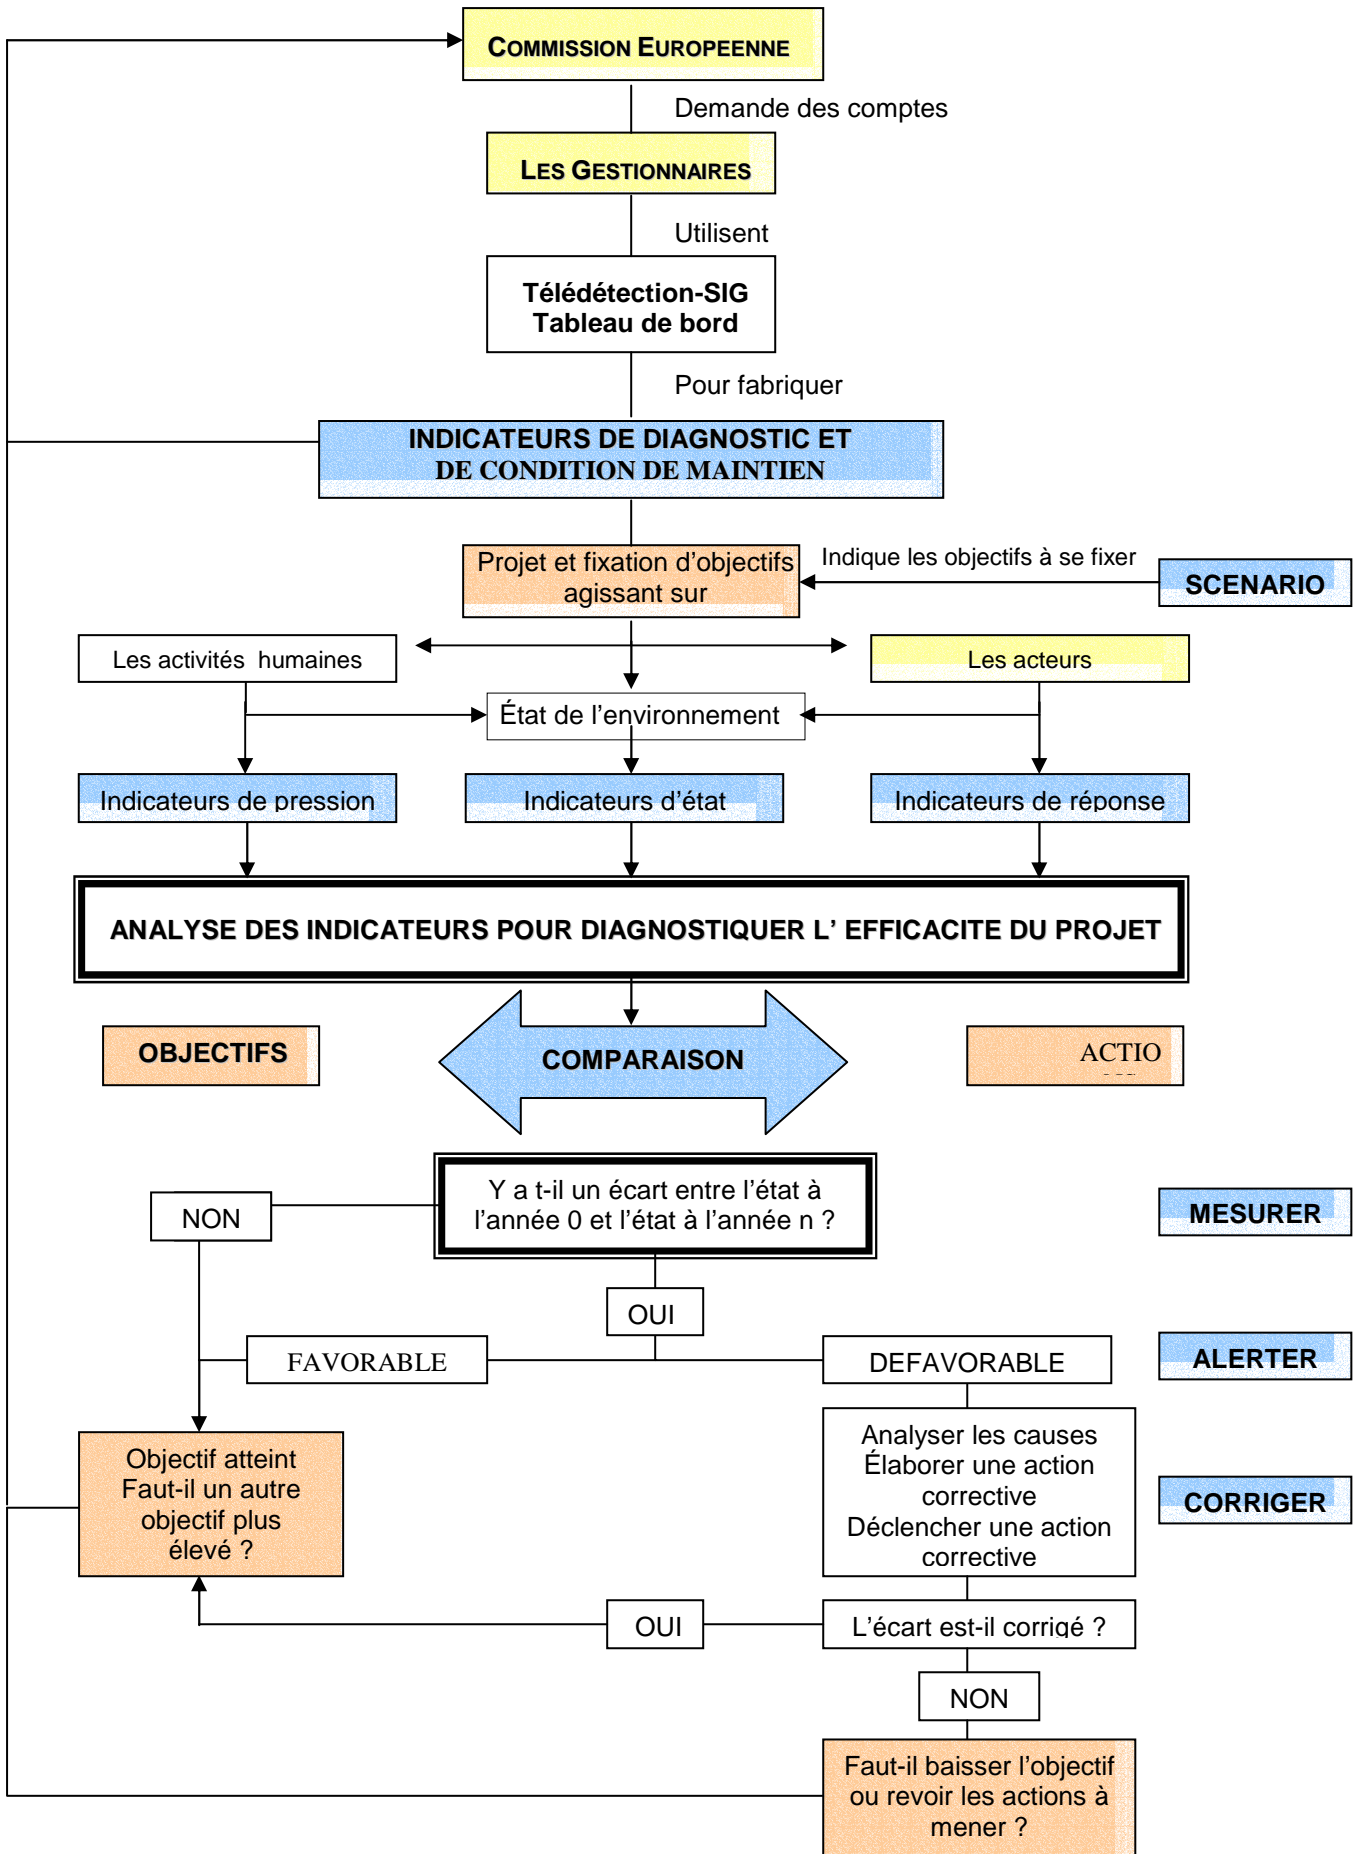 COMMISSION EUROPEENNE
Demande des comptes
LES GESTIONNAIRES
Utilisent
Télédétection-SIG
Tableau de bord
Pour fabriquer
INDICATEURS DE DIAGNOSTIC ET
DE CONDITION DE MAINTIEN
Projet et fixation d’objectifs
agissant sur
Indique les objectifs à se fixer
SCENARIO
Les activités humaines
Les acteurs
État de l’environnement
Indicateurs de pression
Indicateurs d’état
Indicateurs de réponse
ANALYSE DES INDICATEURS POUR DIAGNOSTIQUER L’ EFFICACITE DU PROJET
OBJECTIFS
COMPARAISON
ACTIO
Y a t-il un écart entre l’état à
l’année 0 et l’état à l’année n ?
NON
MESURER
OUI
FAVORABLE
DEFAVORABLE
ALERTER
Objectif atteint
Faut-il un autre
objectif plus
élevé ?
Analyser les causes
Élaborer une action
corrective
Déclencher une action
corrective
CORRIGER
OUI
L’écart est-il corrigé ?
NON
Faut-il baisser l’objectif
ou revoir les actions à
mener ?